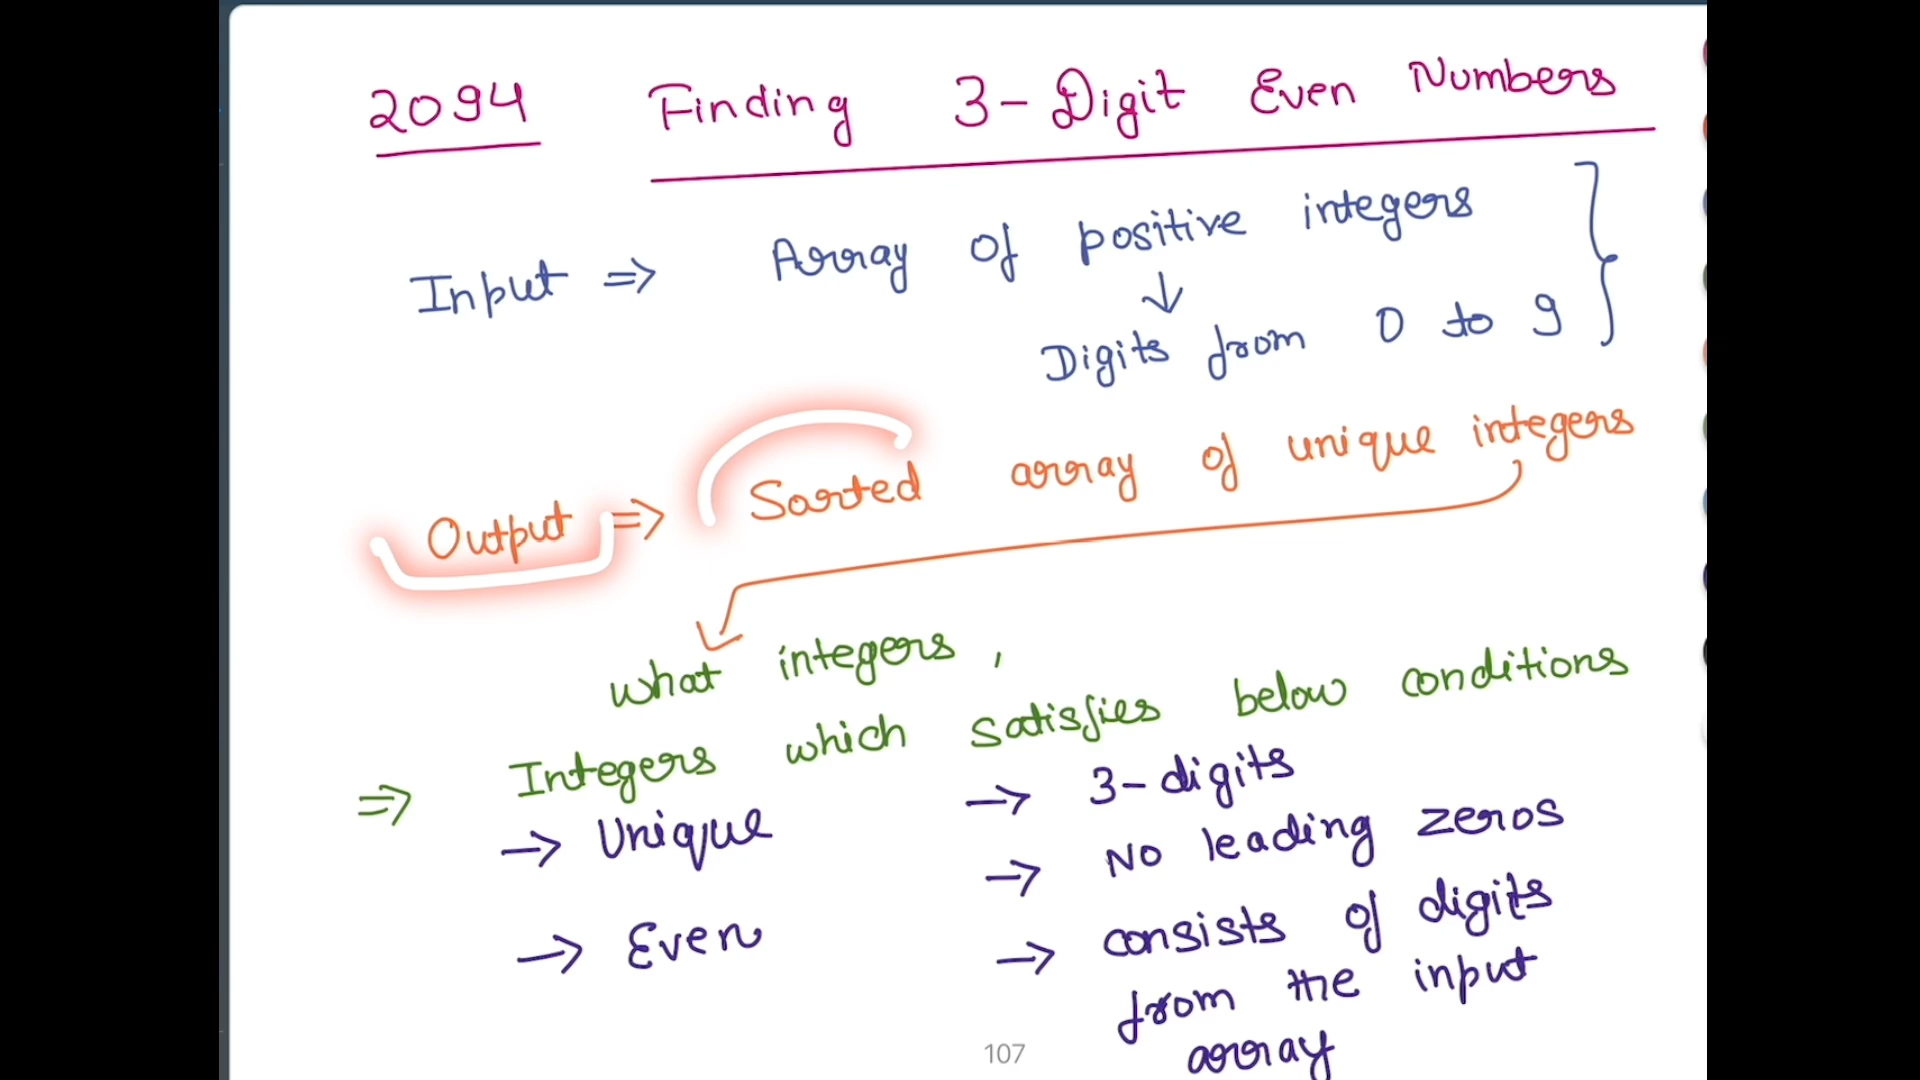 2094 Finding 3-Digit Even Numbers
Input => Array of positive integers
↓
Digits from 0 to 9
Output => Sorted array of unique integers
what integers,
=> Integers which satisfies below conditions
→ Unique → 3-digits
→ No leading zeros
→ Even → consists of digits
from the input
array
107